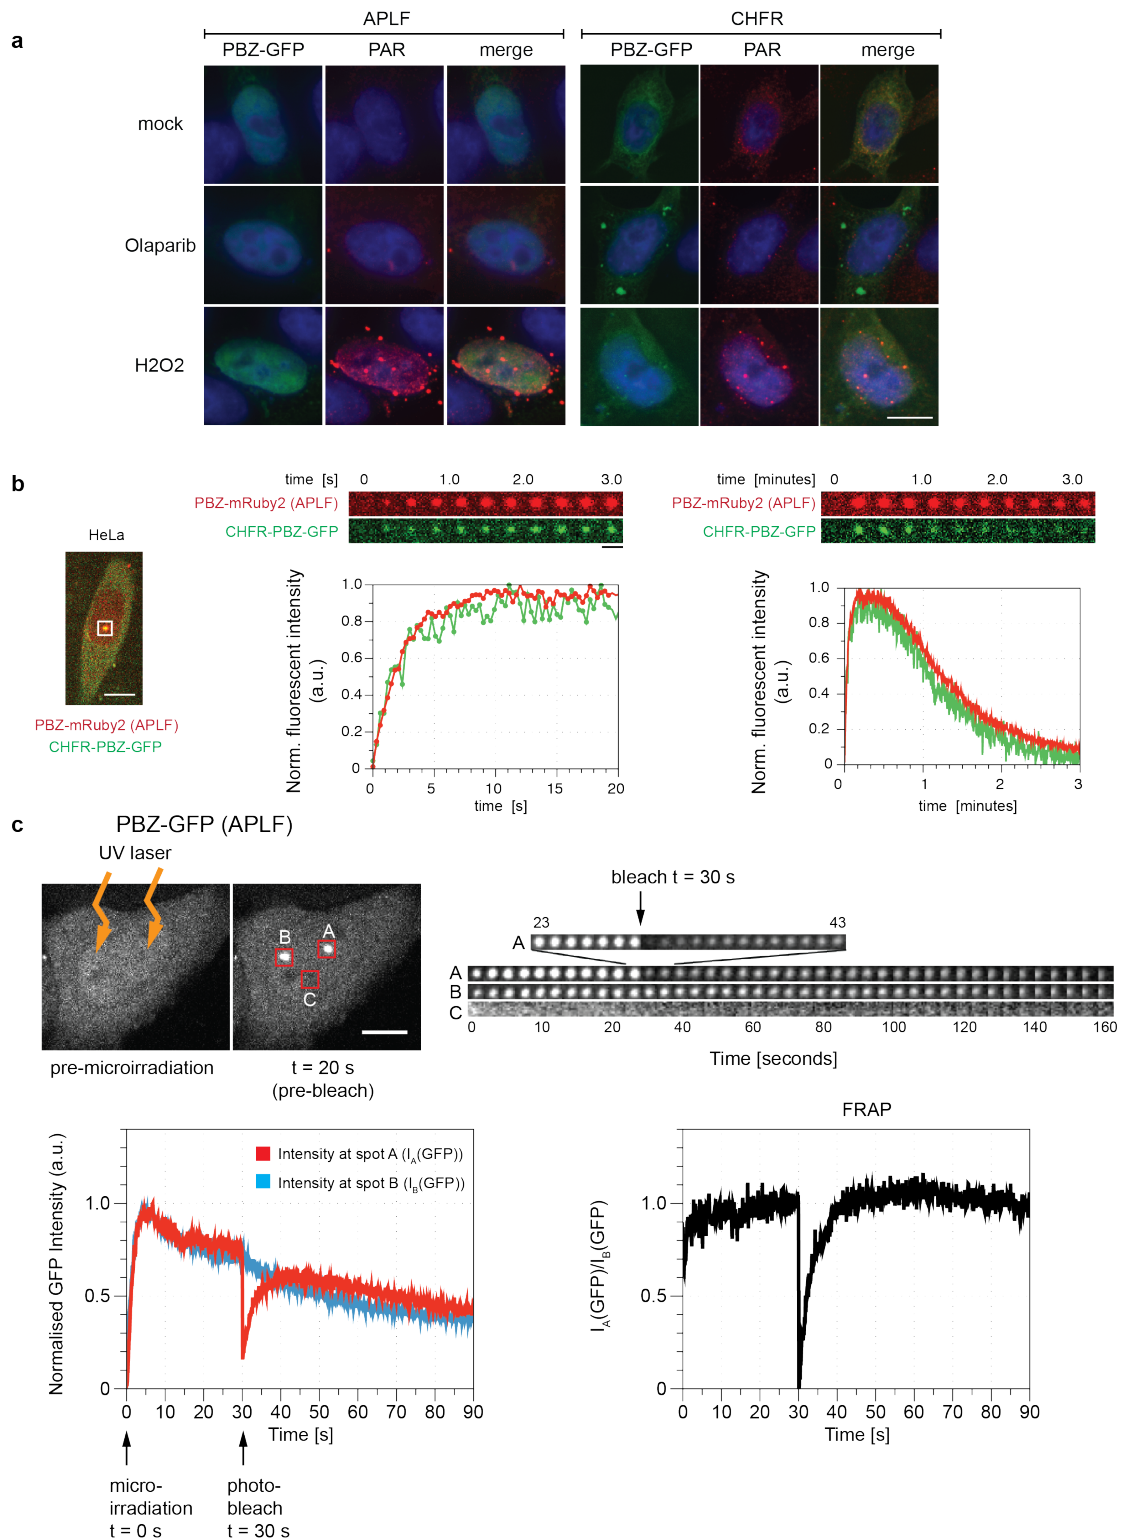 a
APLF
CHFR
PBZ-GFP PAR merge PBZ-GFP PAR merge
mock
Olaparib
H2O2
b
HeLa
PBZ-mRuby2 (APLF)
CHFR-PBZ-GFP
time [s] 0 1.0 2.0 3.0
PBZ-mRuby2 (APLF)
CHFR-PBZ-GFP
Norm. fluorescent intensity
(a.u.)
1.0
0.8
0.6
0.4
0.2
0
0 5 10 15 20
time [s]
time [minutes] 0 1.0 2.0 3.0
PBZ-mRuby2 (APLF)
CHFR-PBZ-GFP
Norm. fluorescent intensity
(a.u.)
1.0
0.8
0.6
0.4
0.2
0
0 1 2 3
time [minutes]
c
PBZ-GFP (APLF)
UV laser
B
A
C
pre-microirradiation
t = 20 s
(pre-bleach)
bleach t = 30 s
23 43
A
A
B
C
0 10 20 40 60 80 100 120 140 160
Time [seconds]
Normalised GFP Intensity (a.u.)
1.0
0.5
0
Intensity at spot A (IA(GFP))
Intensity at spot B (IB(GFP))
0 10 20 30 40 50 60 70 80 90
Time [s]
micro-
irradiation
t = 0 s
photo-
bleach
t = 30 s
FRAP
IA(GFP)/IB(GFP)
1.0
0.5
0
0 10 20 30 40 50 60 70 80 90
Time [s]